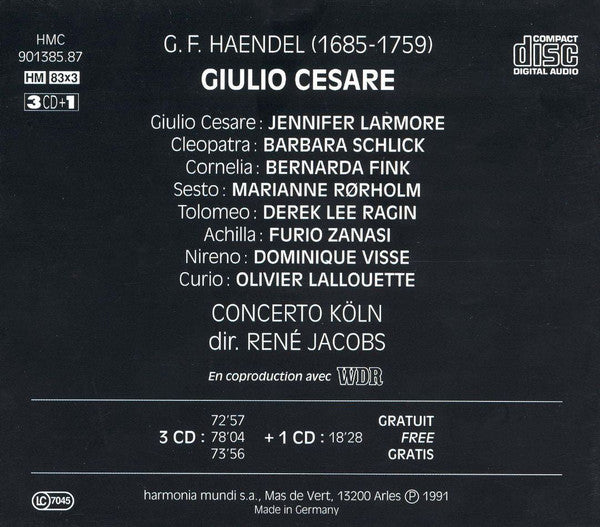 HMC
901385.87
HM 83x3
3 CD+1
G. F. HAENDEL (1685-1759)
GIULIO CESARE
COMPACT
disc
DIGITAL AUDIO
Giulio Cesare : JENNIFER LARMORE
Cleopatra : BARBARA SCHLICK
Cornelia : BERNARDA FINK
Sesto : MARIANNE RØRHOLM
Tolomeo : DEREK LEE RAGIN
Achilla : FURIO ZANASI
Nireno : DOMINIQUE VISSE
Curio : OLIVIER LALLOUETTE
CONCERTO KÖLN
dir. RENÉ JACOBS
En coproduction avec WDR
72'57 GRATUIT
3 CD : 78'04 + 1 CD : 18'28 FREE
73'56 GRATIS
LC 7045
harmonia mundi s.a., Mas de Vert, 13200 Arles Ⓟ 1991
Made in Germany